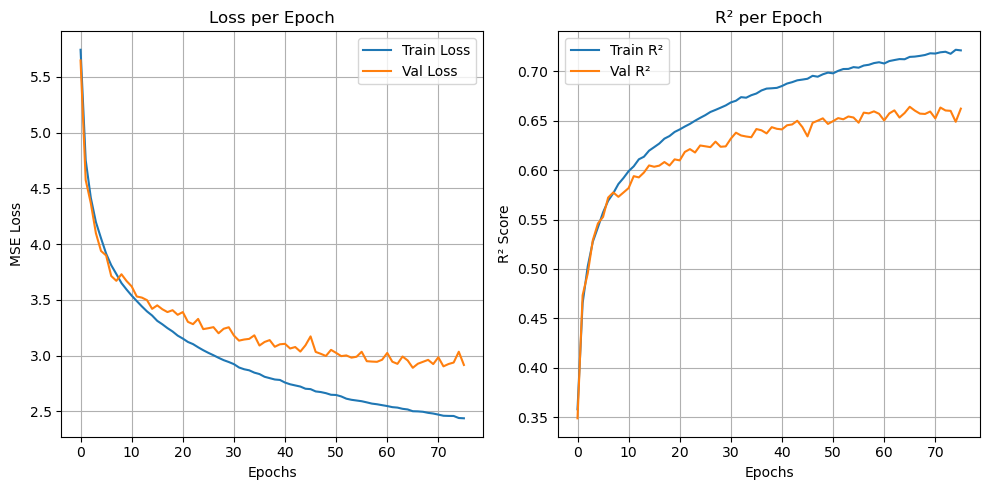 Loss per Epoch
Train Loss
Val Loss
MSE Loss
5.5
5.0
4.5
4.0
3.5
3.0
2.5
0 10 20 30 40 50 60 70
Epochs
R² per Epoch
Train R²
Val R²
R² Score
0.70
0.65
0.60
0.55
0.50
0.45
0.40
0.35
0 10 20 30 40 50 60 70
Epochs